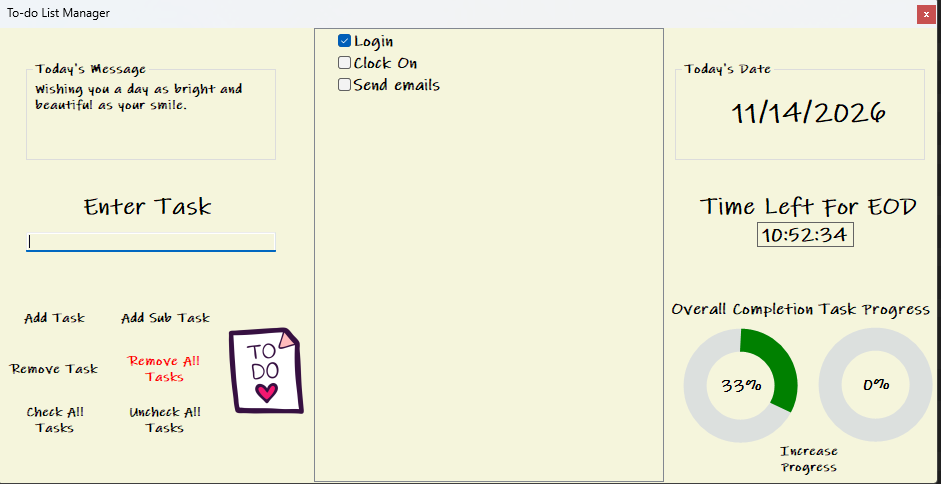 To-do List Manager
x
Today's Message
Wishing you a day as bright and
beautiful as your smile.
Enter Task
Add Task
Add Sub Task
Remove Task
Remove All
Tasks
Check All
Tasks
Uncheck All
Tasks
TO
DO
Login
Clock On
Send emails
Today's Date
11/14/2026
Time Left For EOD
10:52:34
Overall Completion
Task Progress
33%
0%
Increase
Progress